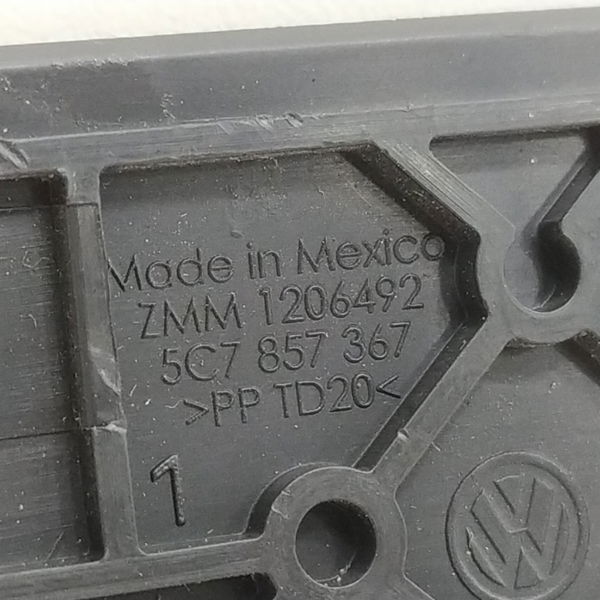 Made in Mexico
ZMM 1206492
5C7 857 367
>PP TD20<
1
VW